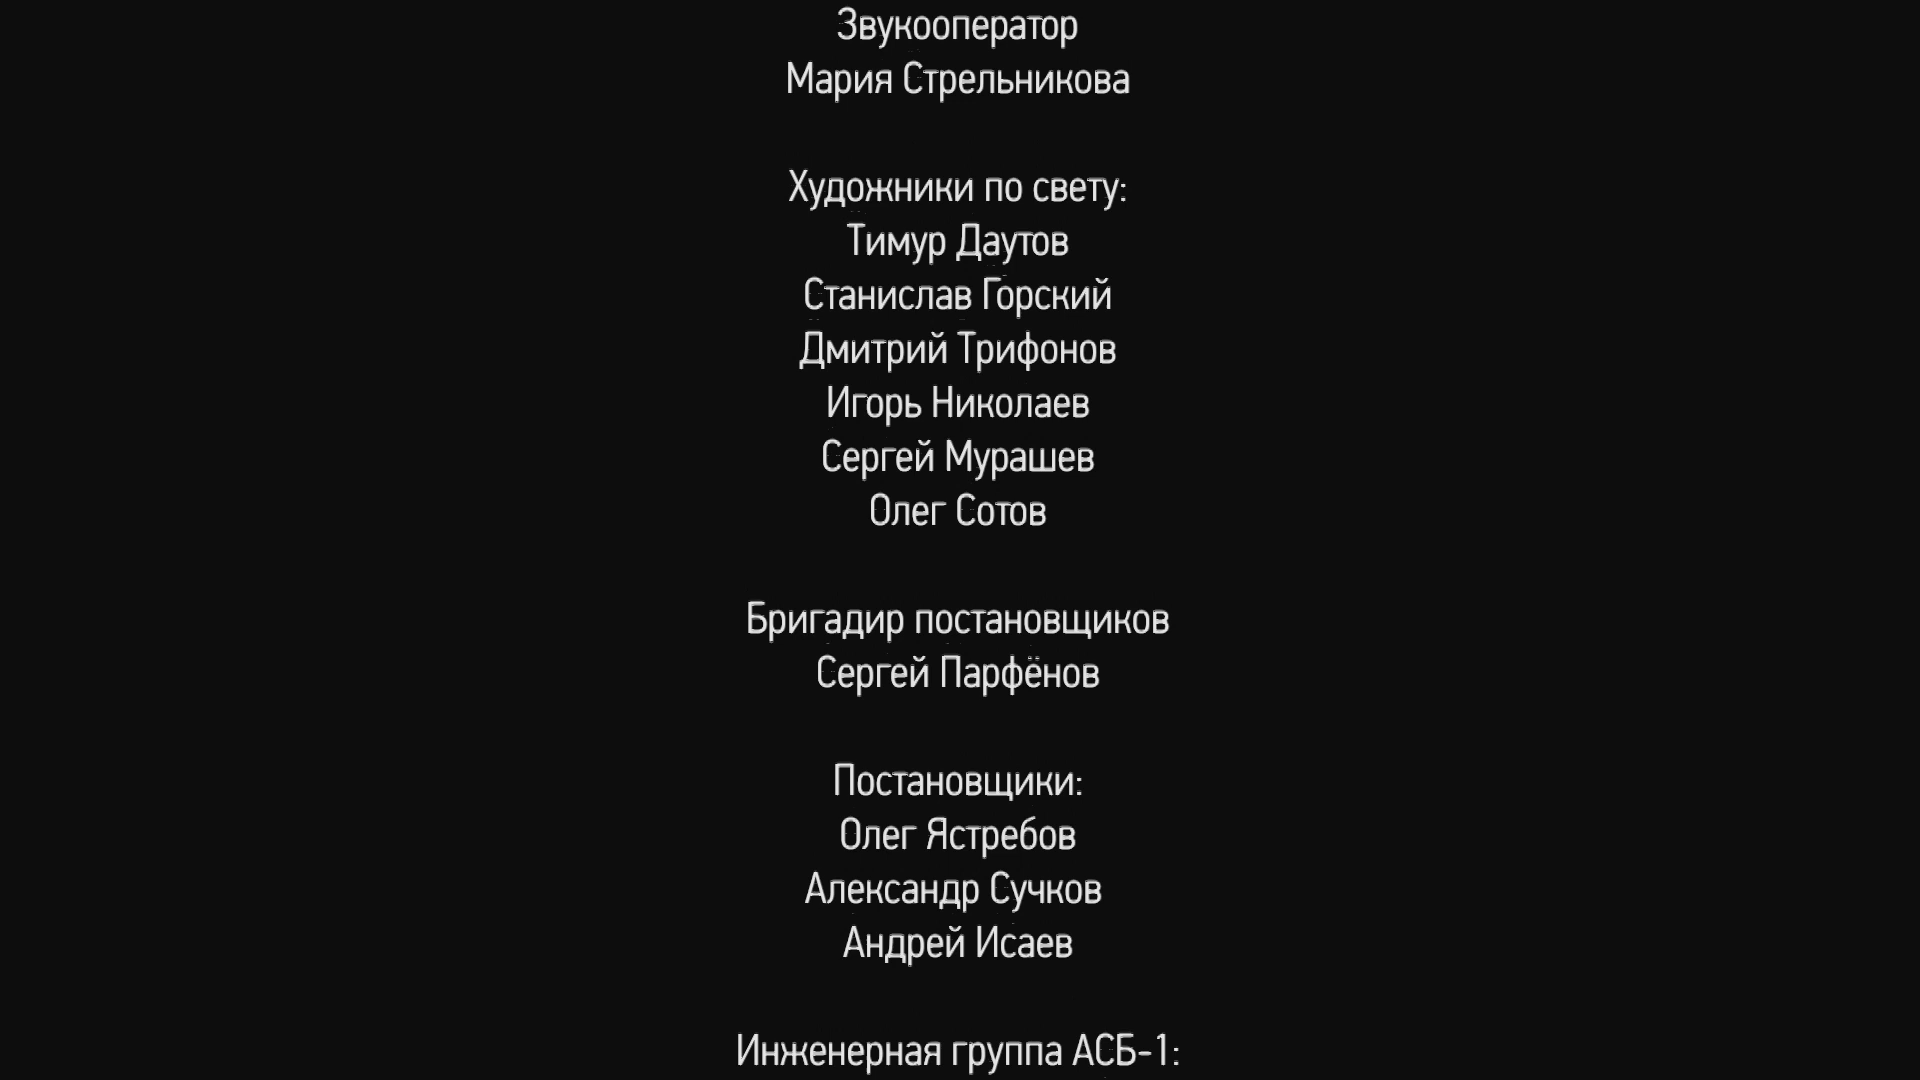 Звукооператор
Мария Стрельникова
Художники по свету:
Тимур Даутов
Станислав Горский
Дмитрий Трифонов
Игорь Николаев
Сергей Мурашев
Олег Сотов
Бригадир постановщиков
Сергей Парфёнов
Постановщики:
Олег Ястребов
Александр Сучков
Андрей Исаев
Инженерная группа АСБ-1: